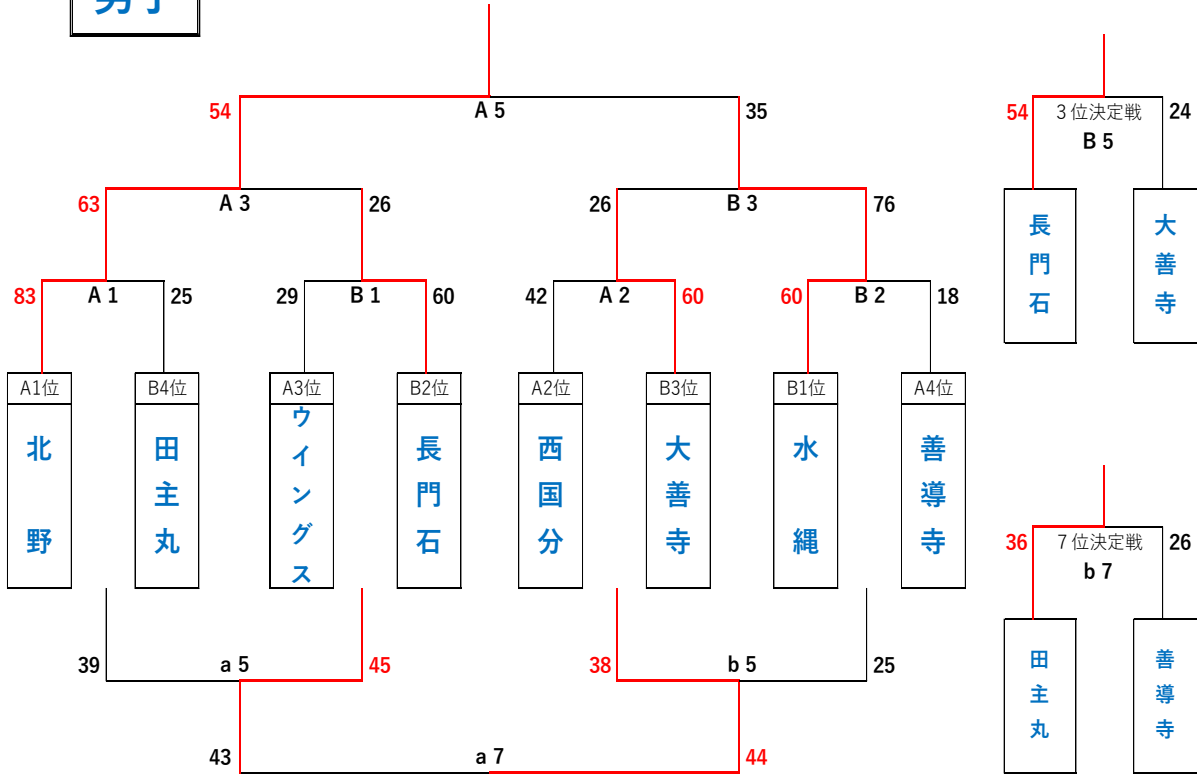 男子
A 5
54
35
3位決定戦
54
24
B 5
A 3
63
26
B 3
26
76
長門石
大善寺
A 1
83
25
B 1
29
60
A 2
42
60
B 2
60
18
A1位
B4位
A3位
B2位
A2位
B3位
B1位
A4位
北野
田主丸
ウイングス
長門石
西国分
大善寺
水縄
善導寺
7位決定戦
36
26
b 7
田主丸
善導寺
39
a 5
45
38
b 5
25
43
a 7
44